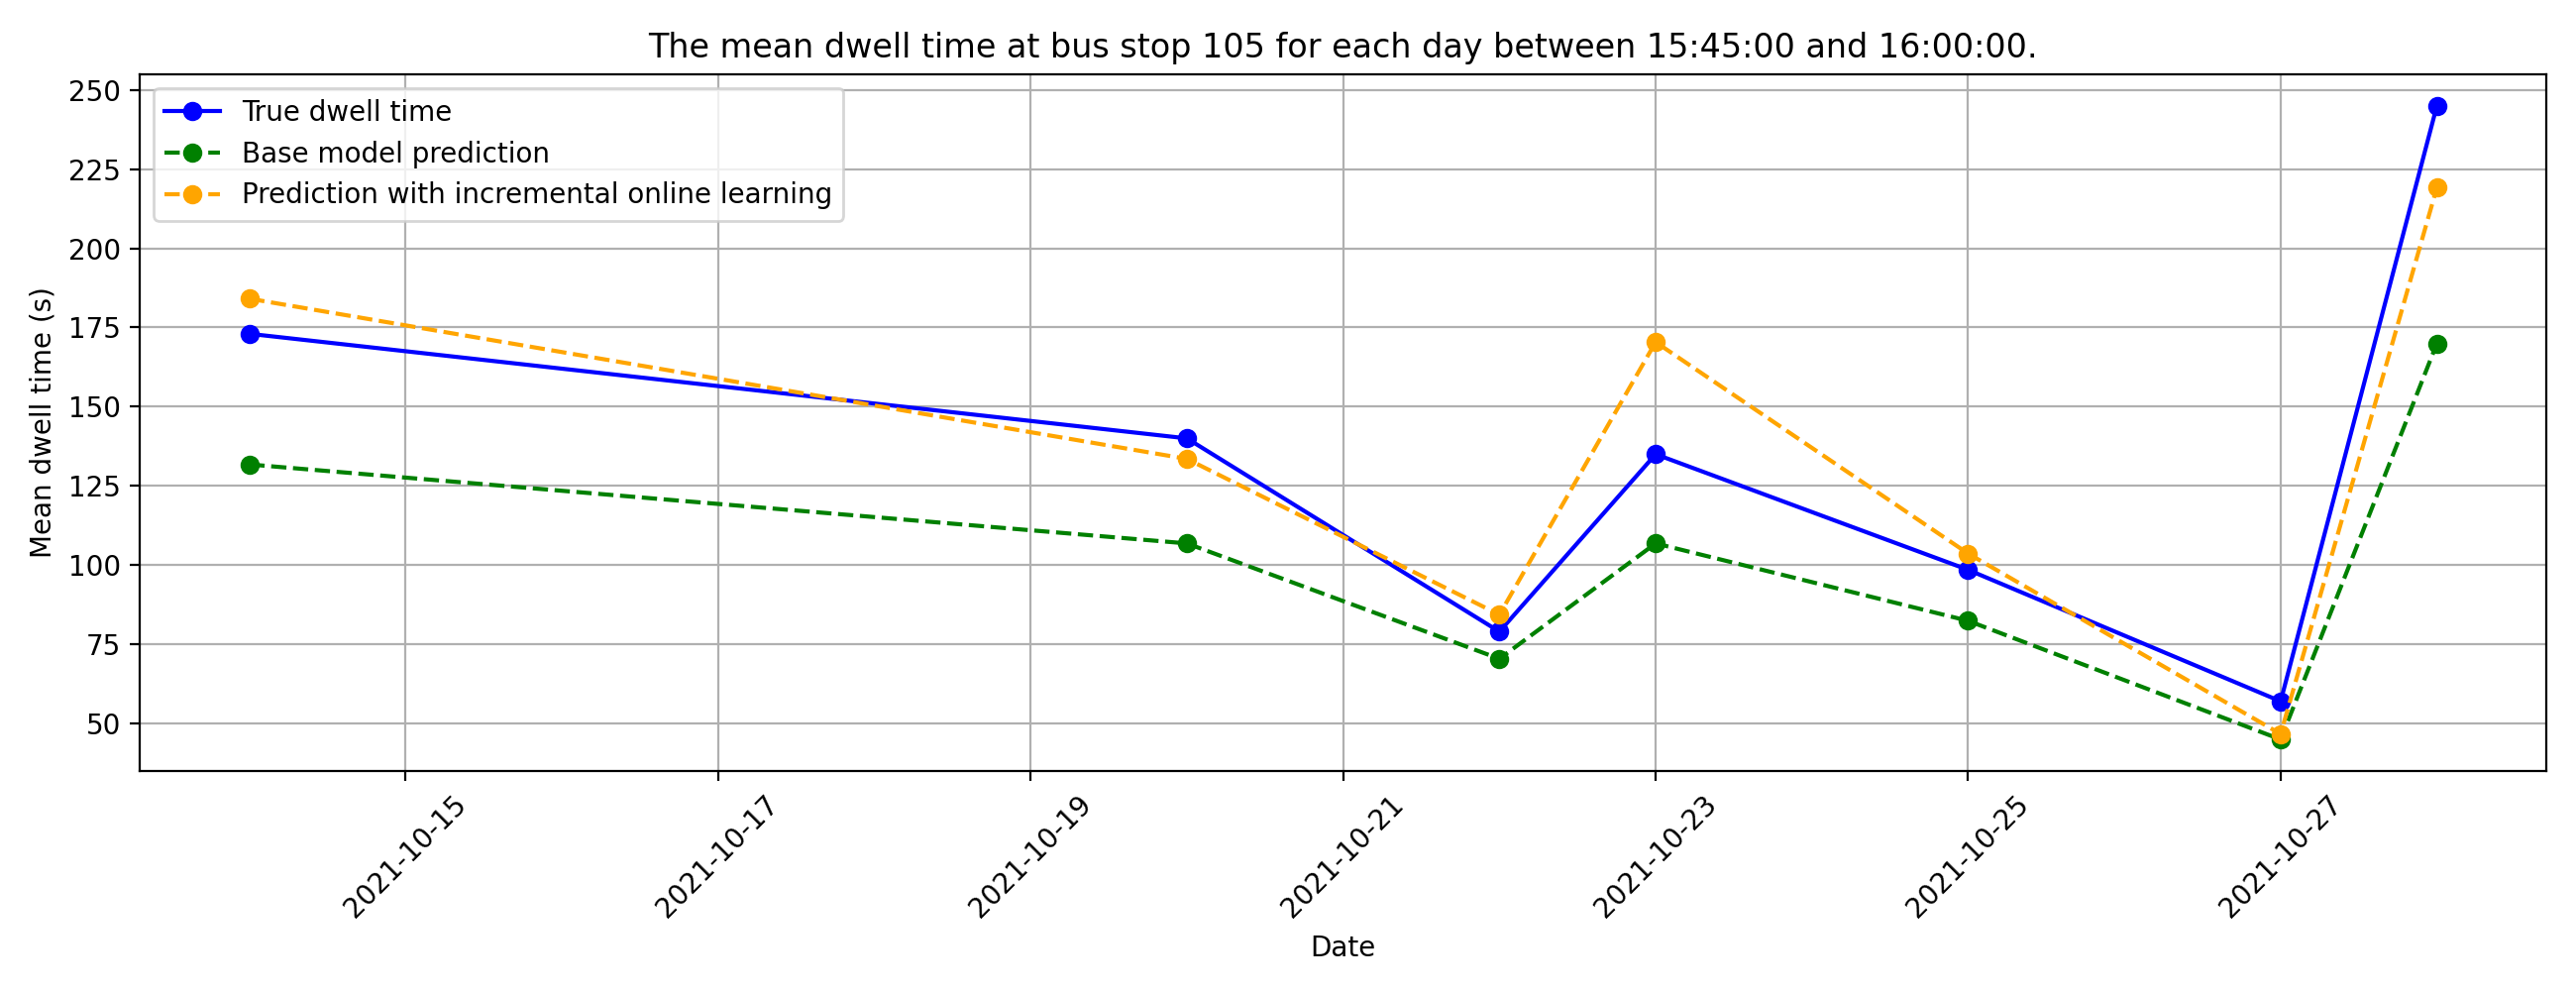 The mean dwell time at bus stop 105 for each day between 15:45:00 and 16:00:00.
True dwell time
Base model prediction
Prediction with incremental online learning
Mean dwell time (s)
250
225
200
175
150
125
100
75
50
2021-10-15
2021-10-17
2021-10-19
2021-10-21
2021-10-23
2021-10-25
2021-10-27
Date